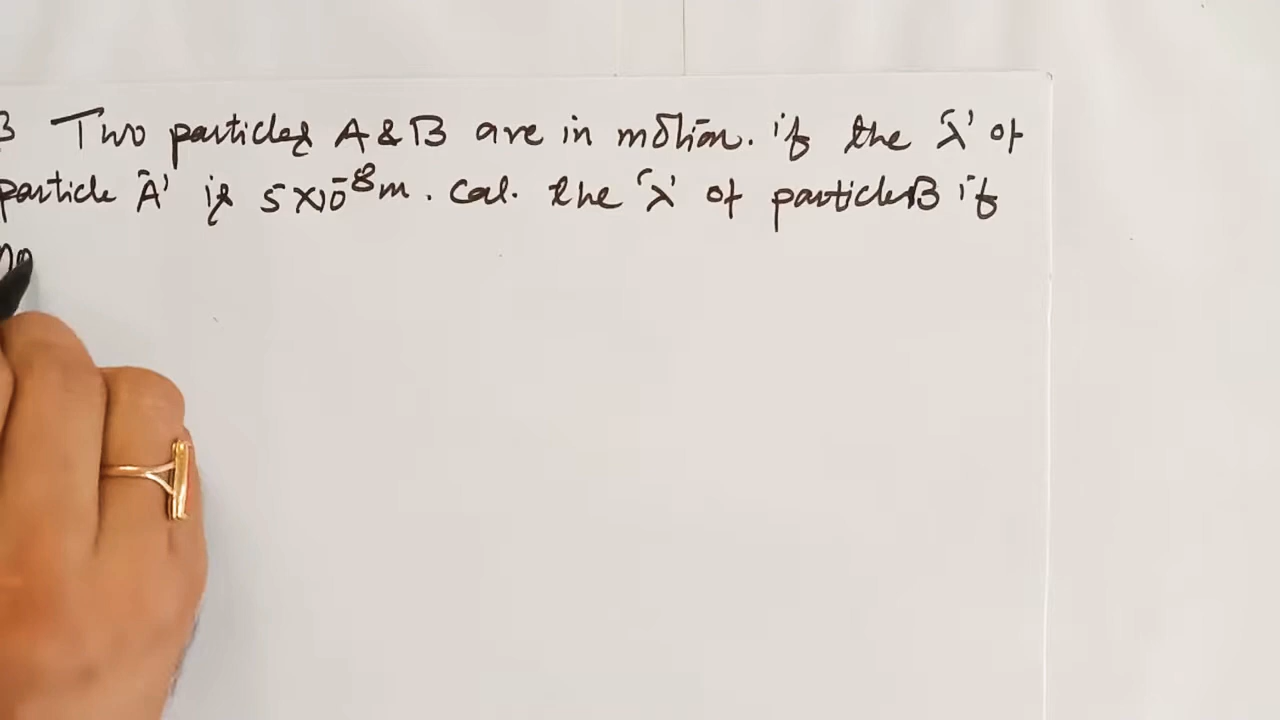 Two particles A & B are in motion. if the 'λ' of
particle 'A' is 5×10⁻⁸m. Cal. the 'λ' of particle B if